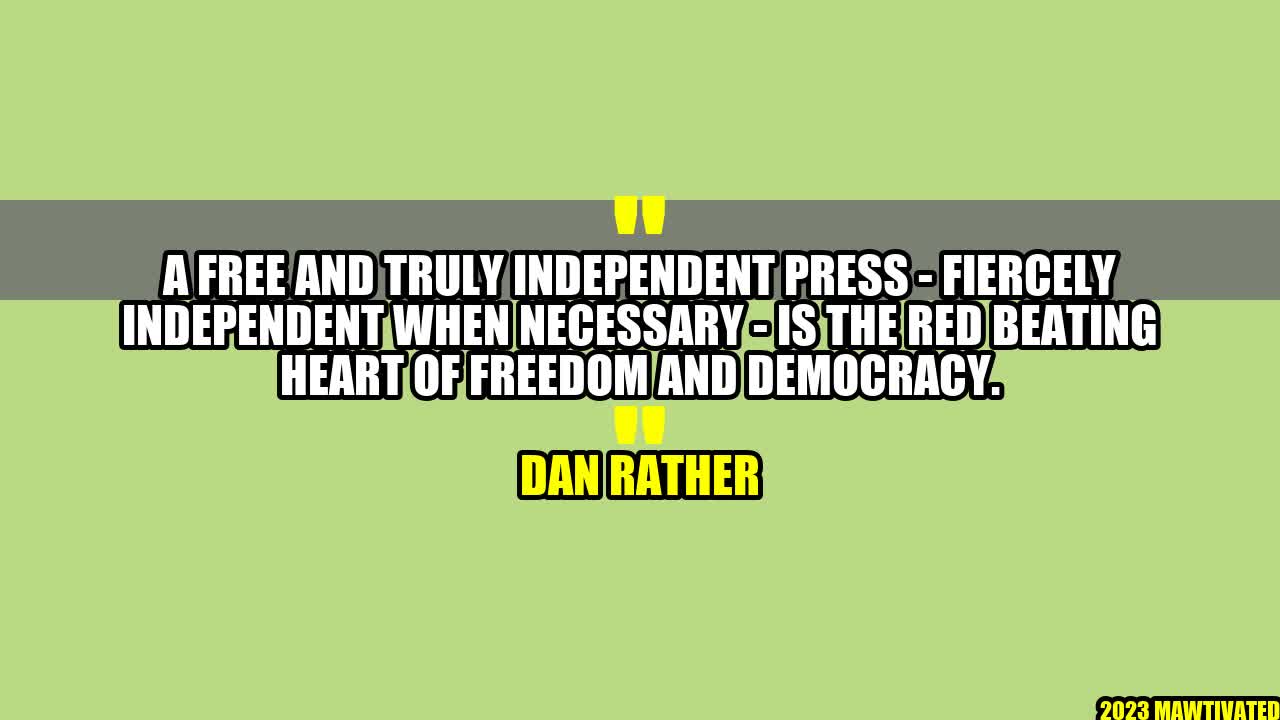 "
A FREE AND TRULY INDEPENDENT PRESS - FIERCELY
INDEPENDENT WHEN NECESSARY - IS THE RED BEATING
HEART OF FREEDOM AND DEMOCRACY.
"
DAN RATHER
2023 MAWTIVATED